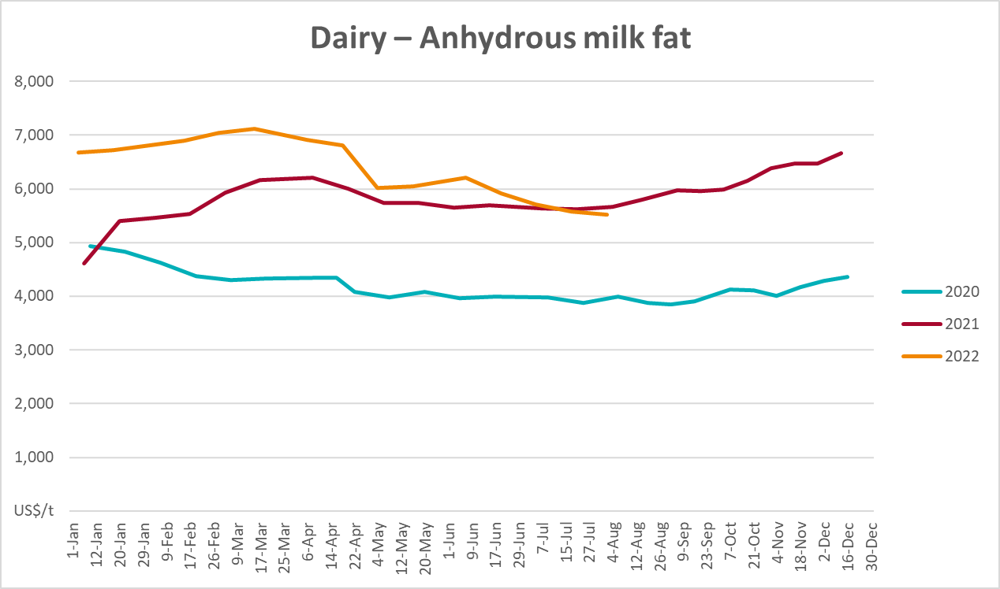 Dairy – Anhydrous milk fat
8,000
7,000
6,000
5,000
4,000
3,000
2,000
1,000
US$/t
1-Jan
12-Jan
20-Jan
29-Jan
9-Feb
17-Feb
26-Feb
9-Mar
17-Mar
25-Mar
6-Apr
14-Apr
22-Apr
4-May
12-May
20-May
1-Jun
9-Jun
17-Jun
29-Jun
7-Jul
15-Jul
27-Jul
4-Aug
12-Aug
26-Aug
9-Sep
23-Sep
7-Oct
21-Oct
4-Nov
18-Nov
2-Dec
16-Dec
30-Dec
2020
2021
2022